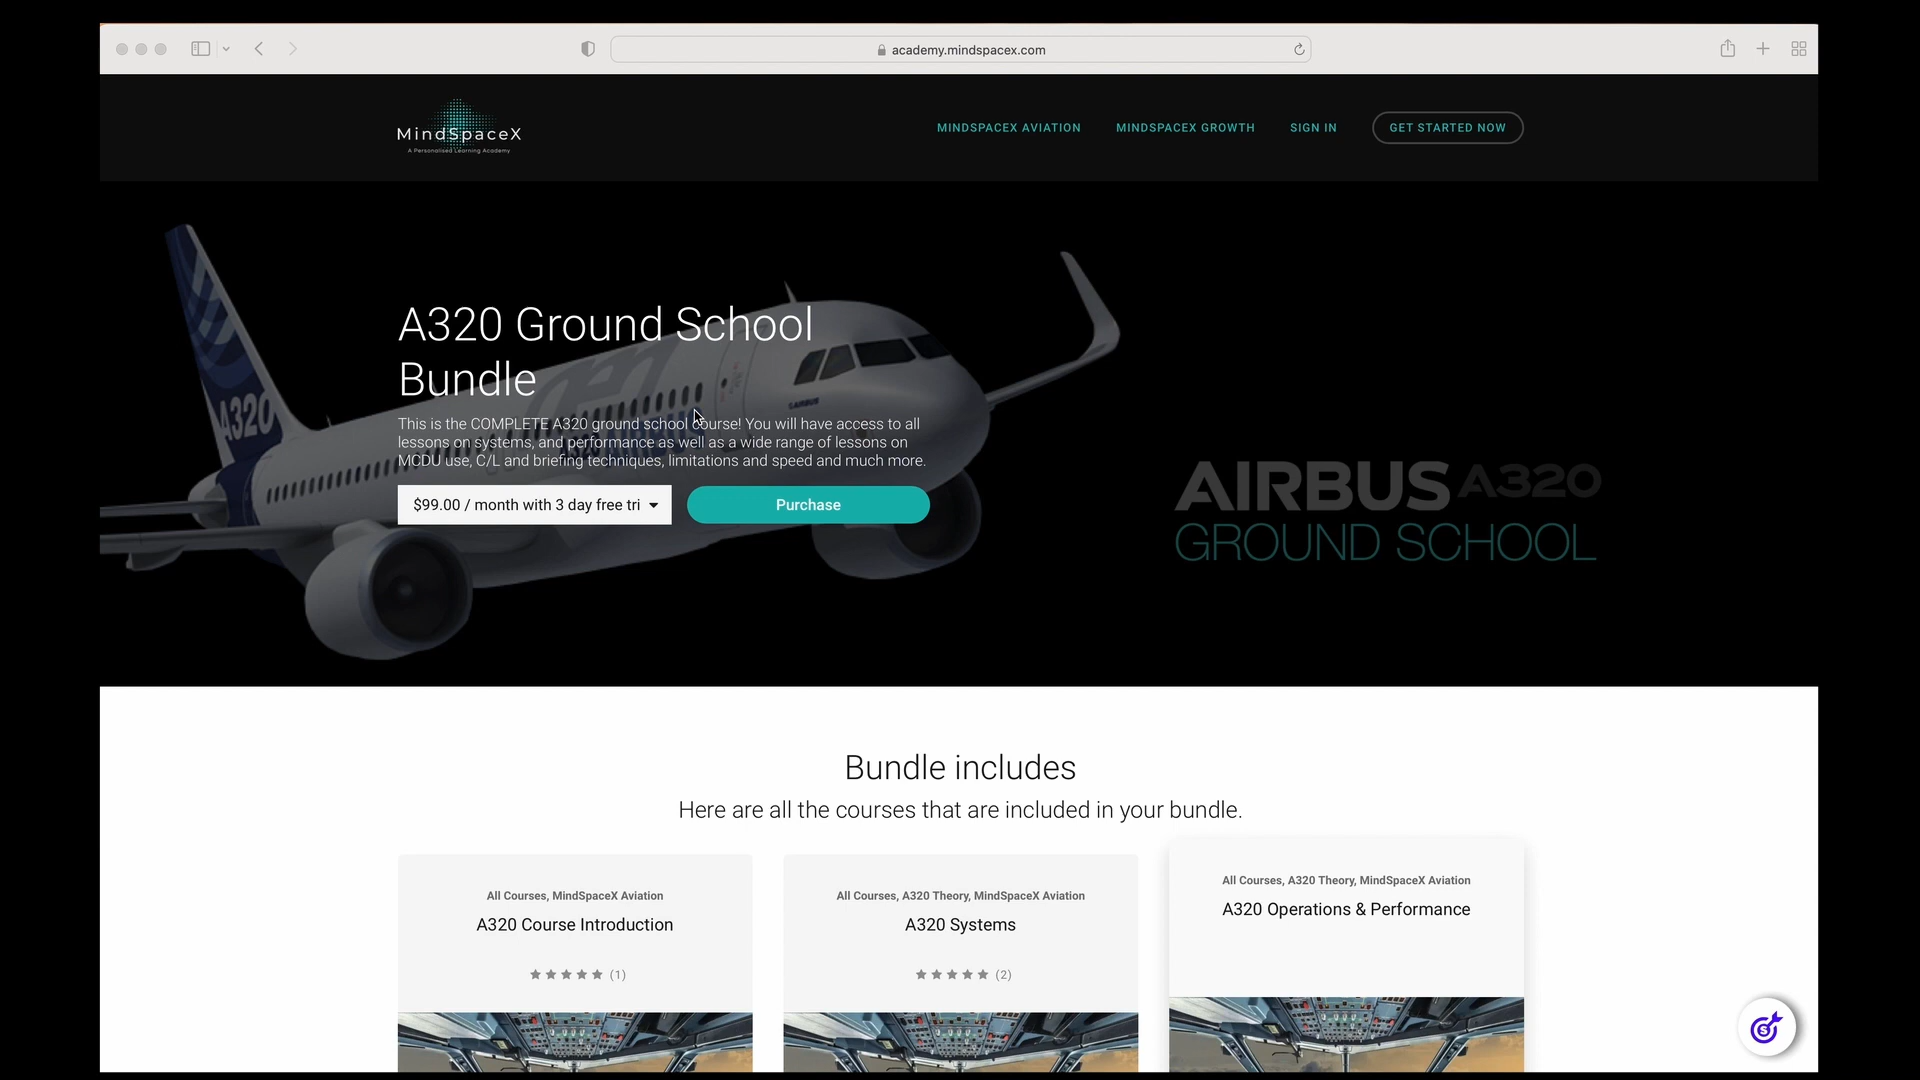 academy.mindspacex.com
MindSpaceX
A Personalised Learning Academy
MINDSPACEX AVIATION
MINDSPACEX GROWTH
SIGN IN
GET STARTED NOW
A320
AIRBUS
A320 Ground School
Bundle
This is the COMPLETE A320 ground school course! You will have access to all
lessons on systems, and performance as well as a wide range of lessons on
MCDU use, C/L and briefing techniques, limitations and speed and much more.
$99.00 / month with 3 day free tri
Purchase
AIRBUS A320
GROUND SCHOOL
Bundle includes
Here are all the courses that are included in your bundle.
All Courses, MindSpaceX Aviation
A320 Course Introduction
(1)
All Courses, A320 Theory, MindSpaceX Aviation
A320 Systems
(2)
All Courses, A320 Theory, MindSpaceX Aviation
A320 Operations & Performance